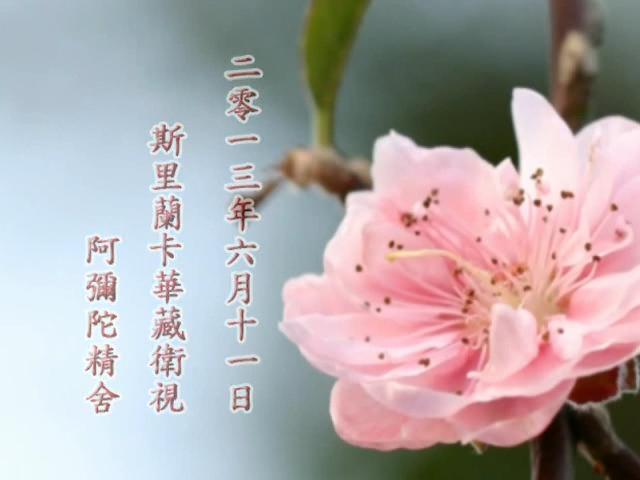 二零一三年六月十一日
斯里蘭卡華藏衛視
阿彌陀精舍